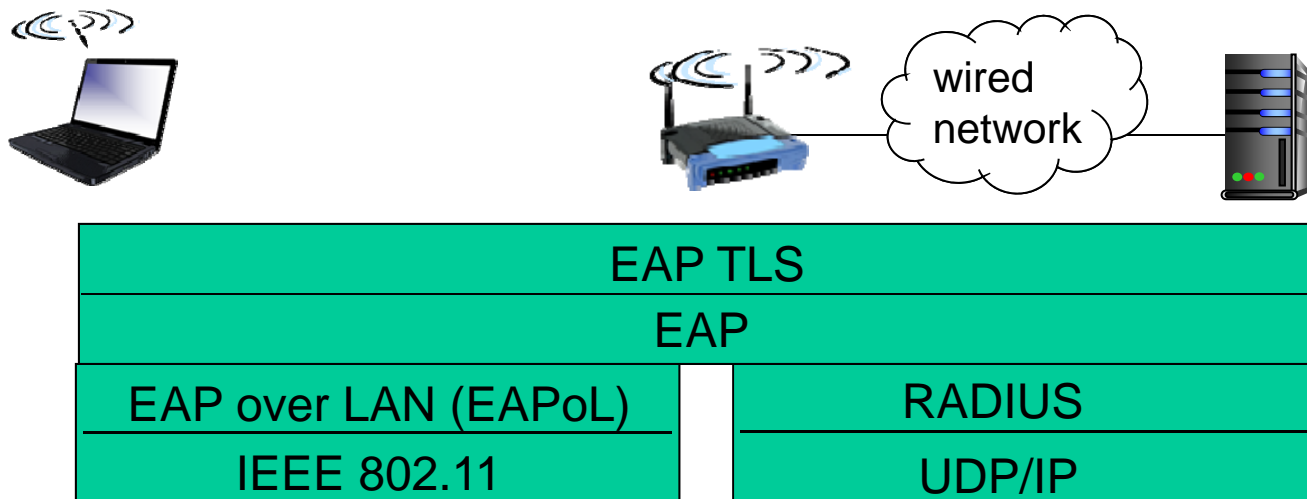 wired
network
EAP TLS
EAP
EAP over LAN (EAPoL)
RADIUS
IEEE 802.11
UDP/IP